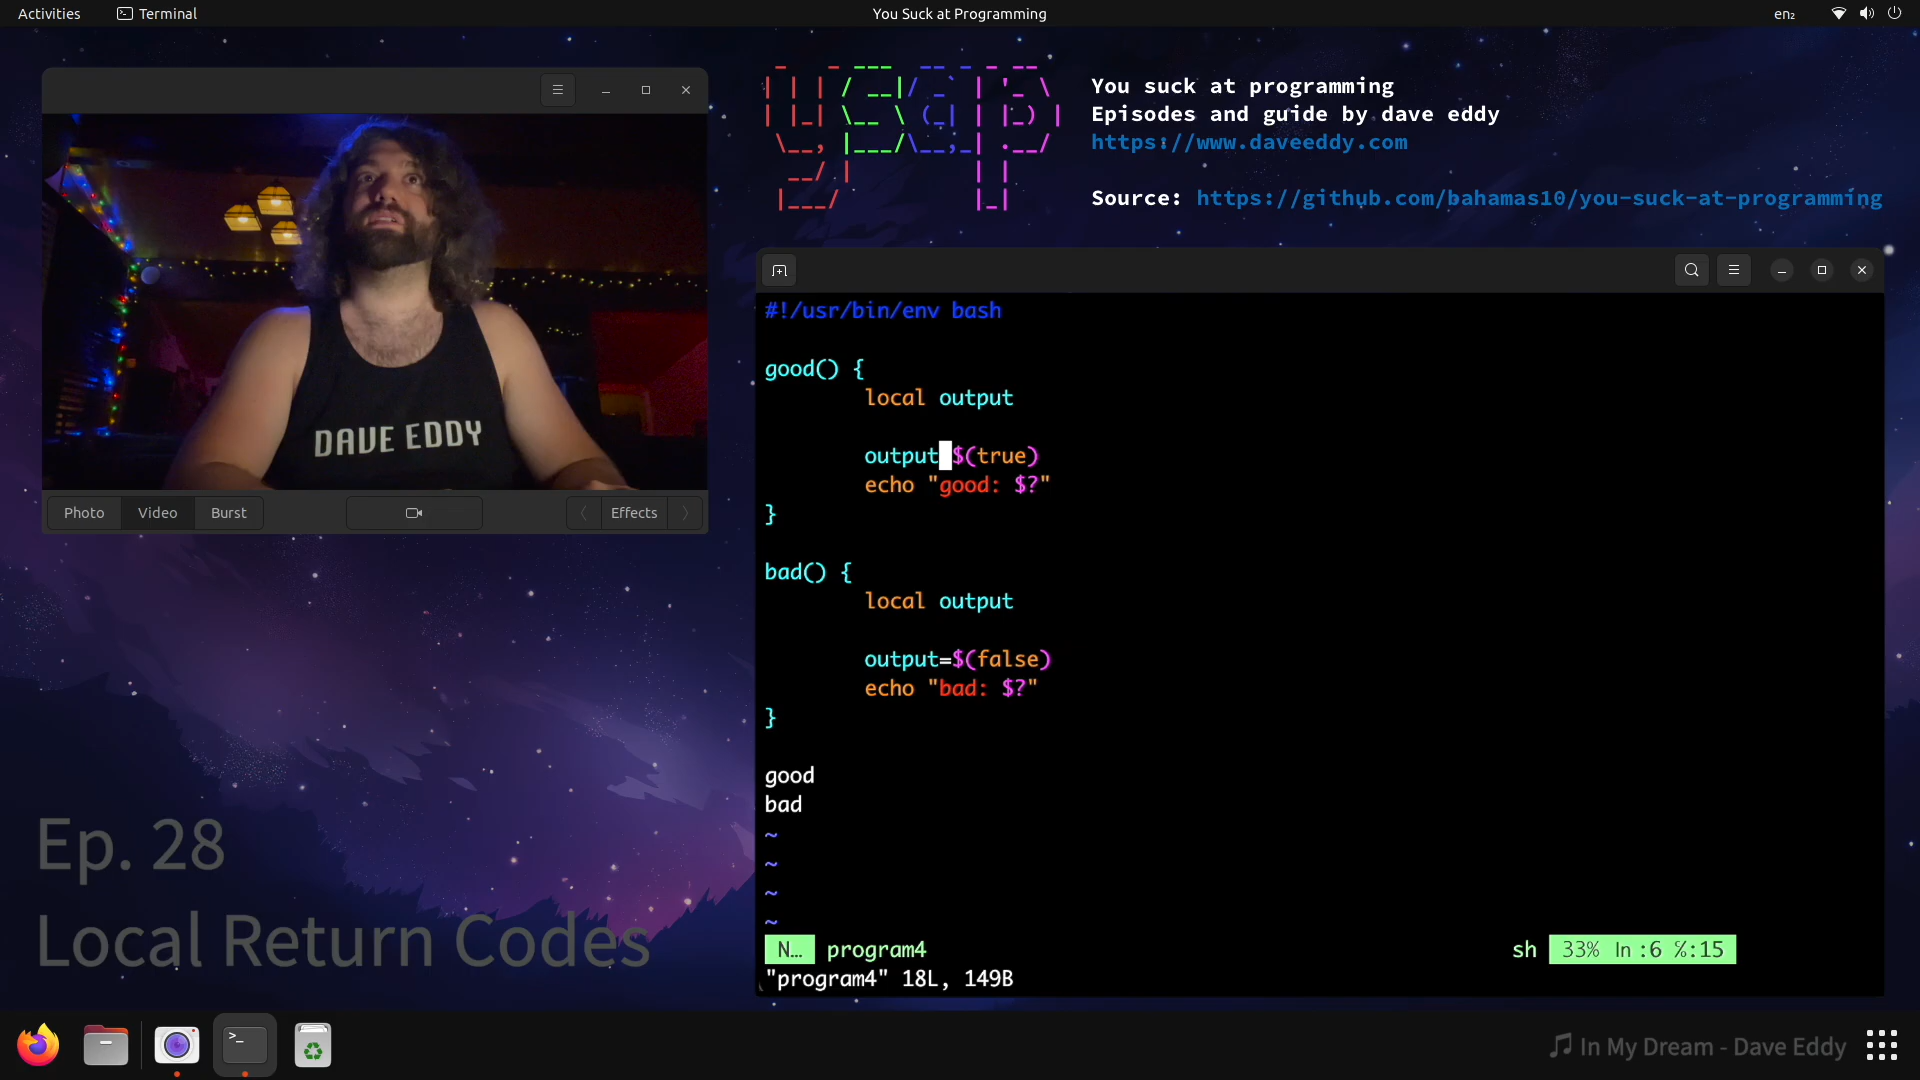 Activities
Terminal
You Suck at Programming
en₂
You suck at programming
Episodes and guide by dave eddy
https://www.daveeddy.com
Source: https://github.com/bahamas10/you-suck-at-programming
DAVE EDDY
Photo
Video
Burst
Effects
#!/usr/bin/env bash
good() {
local output
output $(true)
echo "good: $?"
}
bad() {
local output
output=$(false)
echo "bad: $?"
}
good
bad
~
~
~
~
N… program4
sh 33% ln :6 ℅:15
"program4" 18L, 149B
Ep. 28
Local Return Codes
In My Dream - Dave Eddy